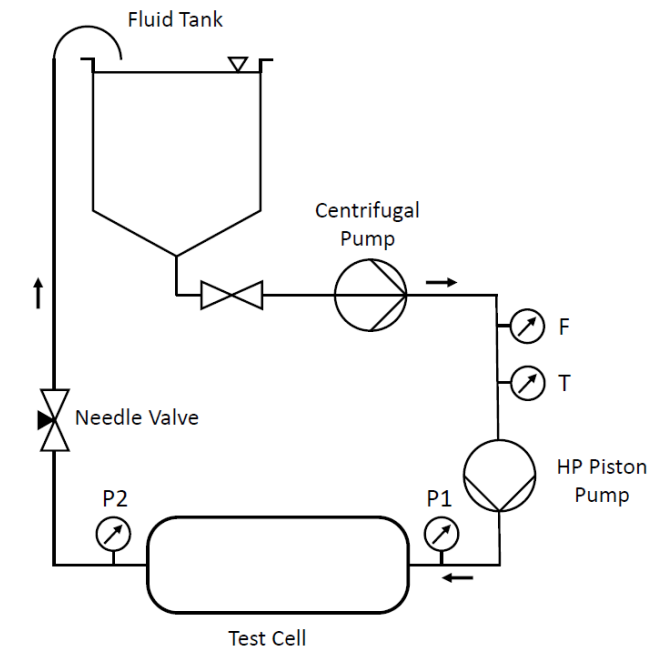 Fluid Tank
Centrifugal
Pump
F
T
Needle Valve
HP Piston
Pump
P2
P1
Test Cell